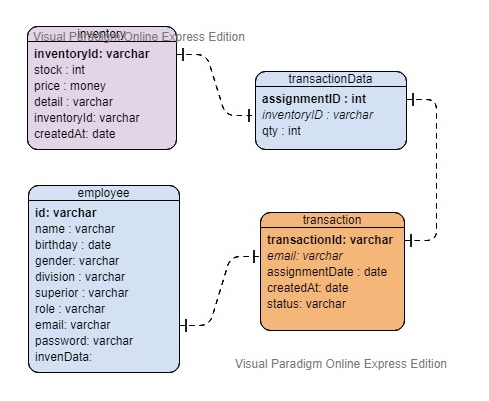 Visual Paradigm Online Express Edition
inventory
inventoryId: varchar
stock : int
price : money
detail : varchar
inventoryId: varchar
createdAt: date
transactionData
assignmentID : int
inventoryID : varchar
qty : int
employee
id: varchar
name : varchar
birthday : date
gender: varchar
division : varchar
superior : varchar
role : varchar
email: varchar
password: varchar
invenData:
transaction
transactionId: varchar
email: varchar
assignmentDate : date
createdAt: date
status: varchar
Visual Paradigm Online Express Edition